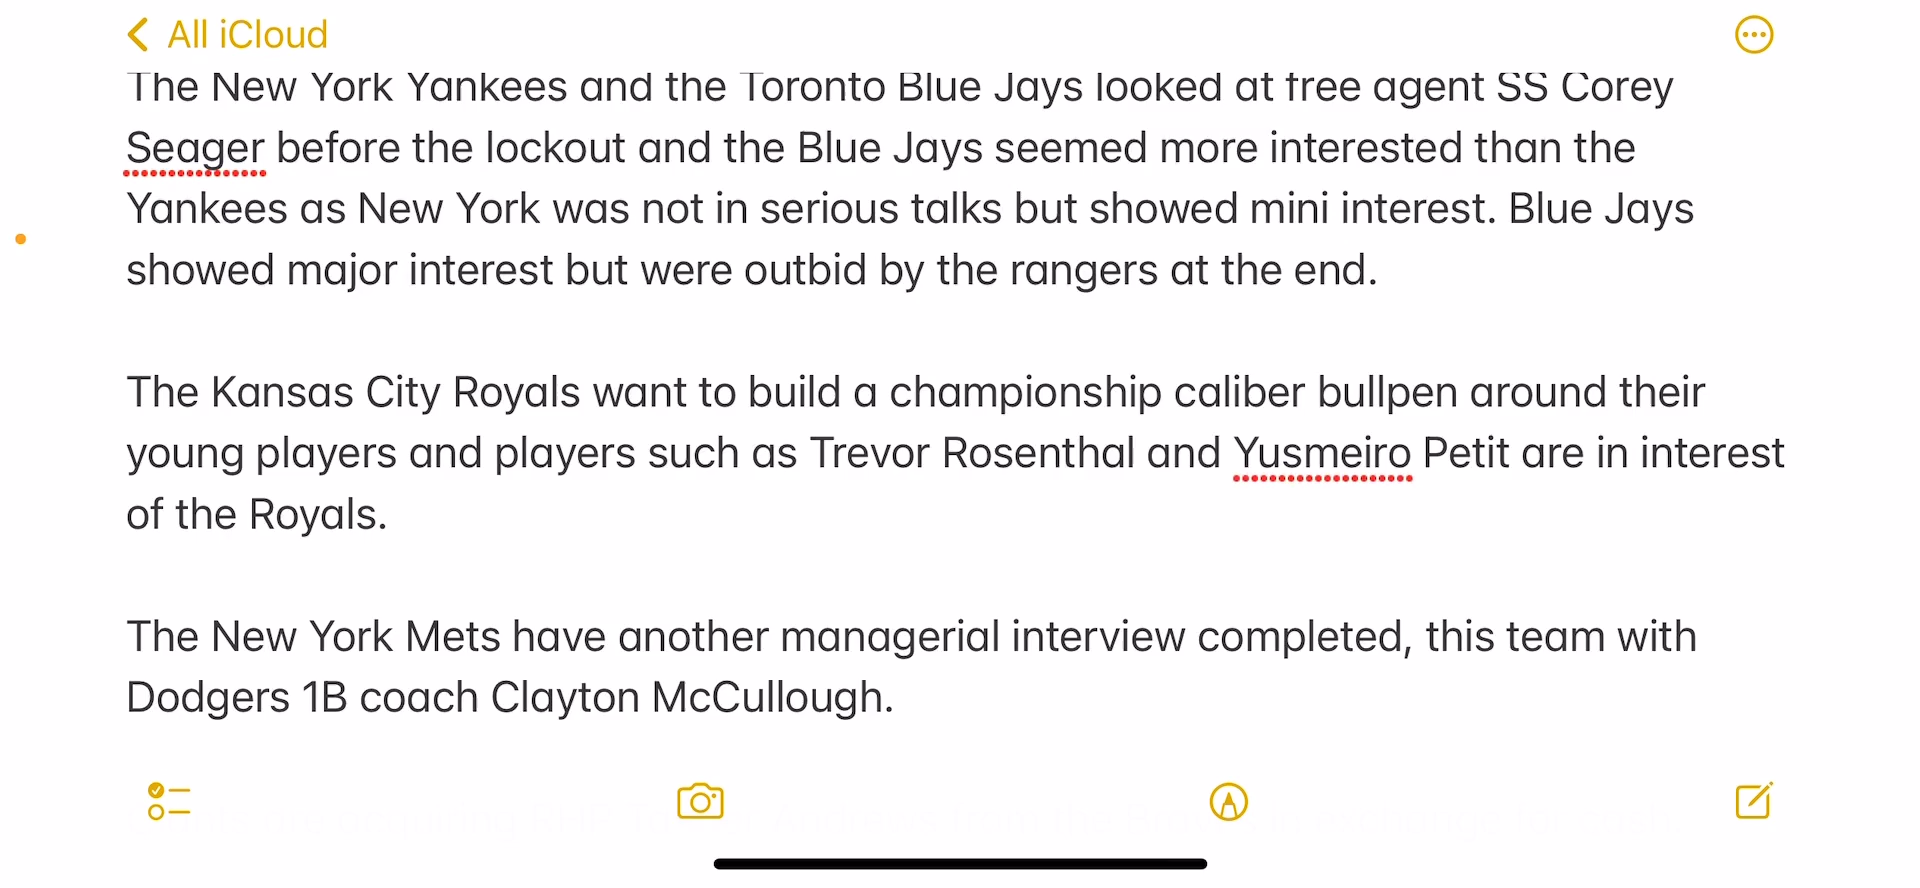 All iCloud
The New York Yankees and the Toronto Blue Jays looked at free agent SS Corey
Seager before the lockout and the Blue Jays seemed more interested than the
Yankees as New York was not in serious talks but showed mini interest. Blue Jays
showed major interest but were outbid by the rangers at the end.
The Kansas City Royals want to build a championship caliber bullpen around their
young players and players such as Trevor Rosenthal and Yusmeiro Petit are in interest
of the Royals.
The New York Mets have another managerial interview completed, this team with
Dodgers 1B coach Clayton McCullough.